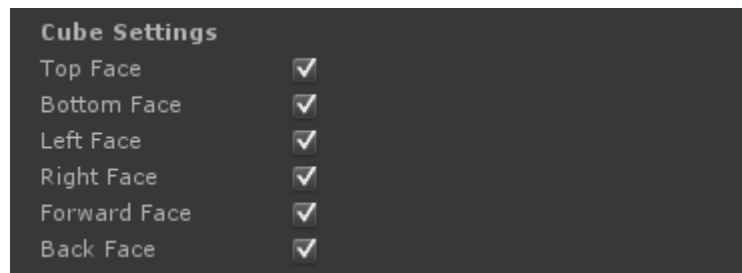 Cube Settings
Top Face
Bottom Face
Left Face
Right Face
Forward Face
Back Face